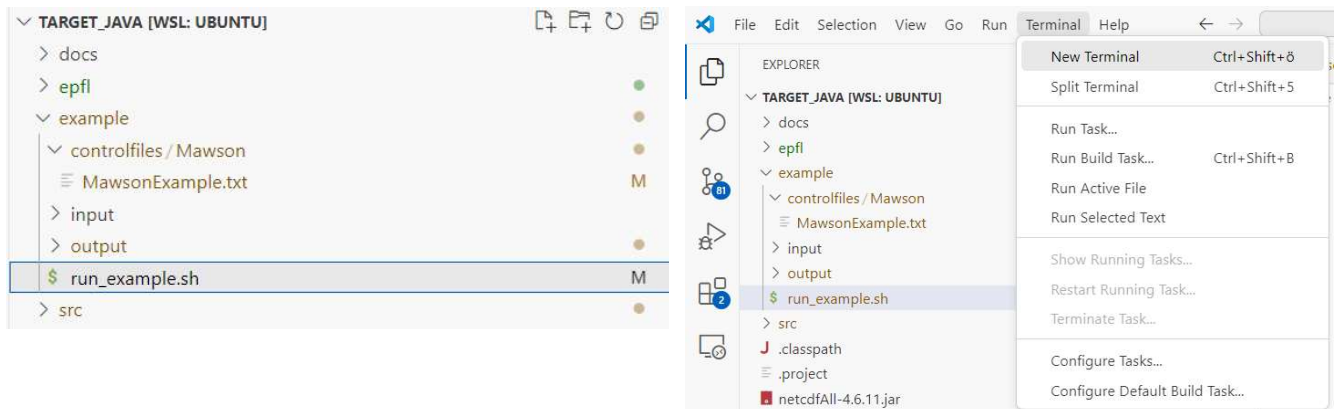 TARGET_JAVA [WSL: UBUNTU]
docs
epfl
example
controlfiles / Mawson
MawsonExample.txt M
input
output
$ run_example.sh M
src
File Edit Selection View Go Run Terminal Help
EXPLORER
TARGET_JAVA [WSL: UBUNTU]
docs
epfl
example
controlfiles / Mawson
MawsonExample.txt
input
output
$ run_example.sh
src
J .classpath
.project
netcdfAll-4.6.11.jar
81
2
New Terminal Ctrl+Shift+ö
Split Terminal Ctrl+Shift+5
Run Task...
Run Build Task... Ctrl+Shift+B
Run Active File
Run Selected Text
Show Running Tasks...
Restart Running Task...
Terminate Task...
Configure Tasks...
Configure Default Build Task...